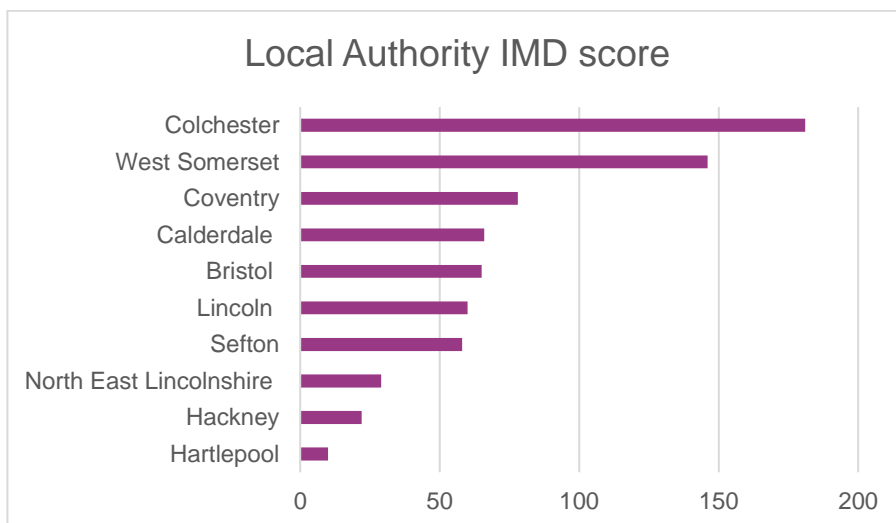 Local Authority IMD score
Colchester
West Somerset
Coventry
Calderdale
Bristol
Lincoln
Sefton
North East Lincolnshire
Hackney
Hartlepool
0 50 100 150 200